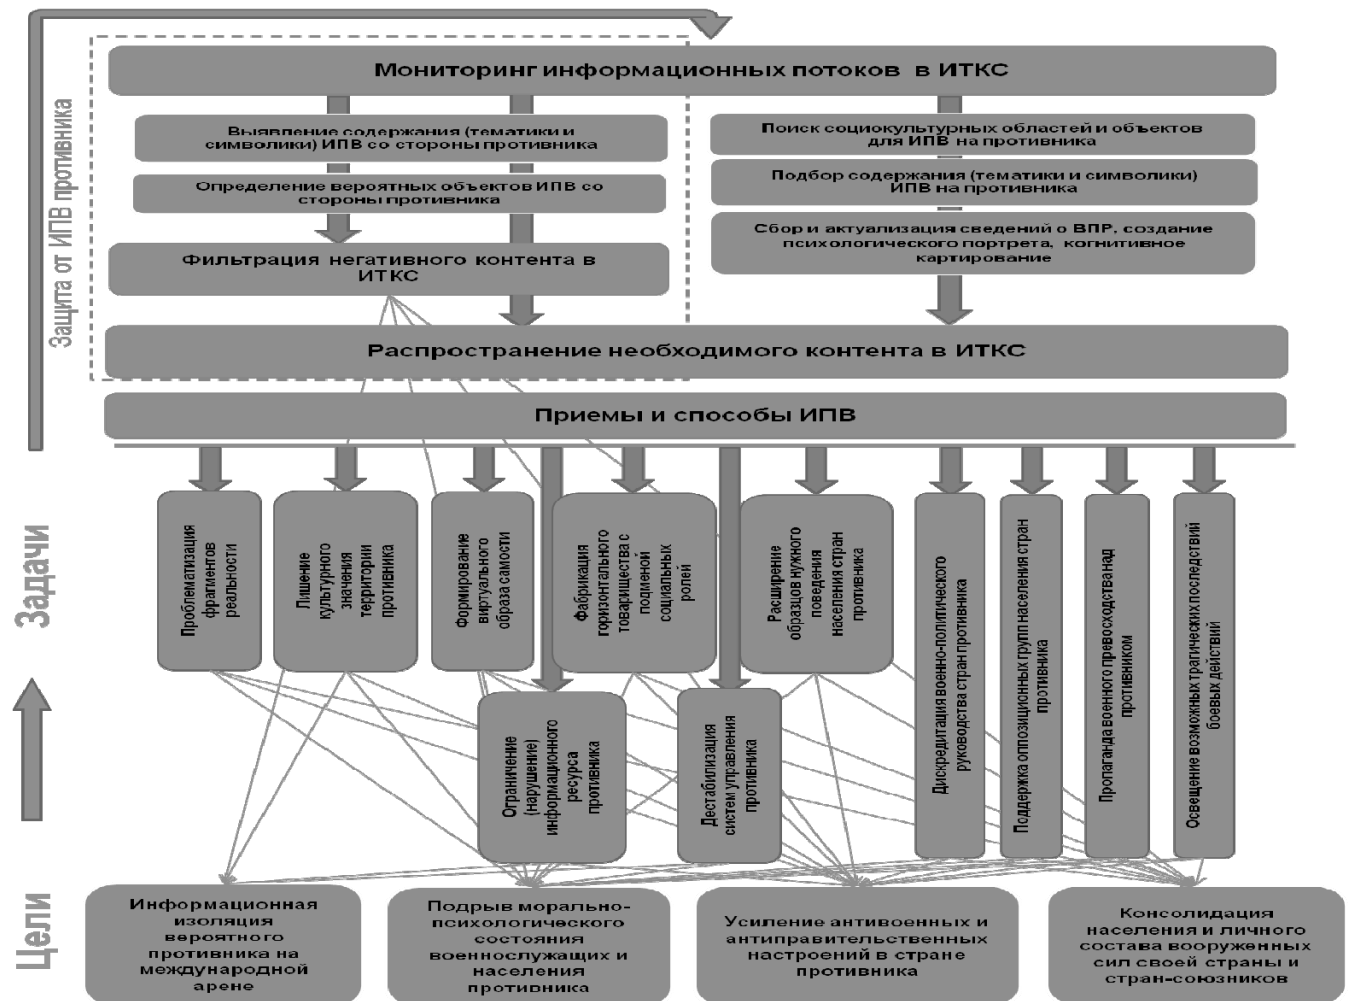 Мониторинг информационных потоков в ИТКС
Защита от ИПВ противника
Выявление содержания (тематики и
символики) ИПВ со стороны противника
Определение вероятных объектов ИПВ со
стороны противника
Фильтрация негативного контента в
ИТКС
Поиск социокультурных областей и объектов
для ИПВ на противника
Подбор содержания (тематики и символики)
ИПВ на противника
Сбор и актуализация сведений о ВПР, создание
психологического портрета, когнитивное
картирование
Распространение необходимого контента в ИТКС
Приемы и способы ИПВ
Задачи
Проблематизация
фрагментов
реальности
Лишение
культурного
значения
территории
противника
Формирование
виртуального
образа самости
Ограничение
(нарушение)
информационного
ресурса
противника
Фабрикация
горизонтального
товарищества с
подменой
социальных
ролей
Дестабилизация
систем управления
противника
Расширение
образцов нужного
поведения
населения стран
противника
Дискредитация военно-политического
руководства стран противника
Поддержка оппозиционных групп населения стран
противника
Пропаганда военного превосходства над
противником
Освещение возможных трагических последствий
боевых действий
Цели
Информационная
изоляция
вероятного
противника на
международной
арене
Подрыв морально-
психологического
состояния
военнослужащих и
населения
противника
Усиление антивоенных и
антиправительственных
настроений в стране
противника
Консолидация
населения и личного
состава вооруженных
сил своей страны и
стран-союзников